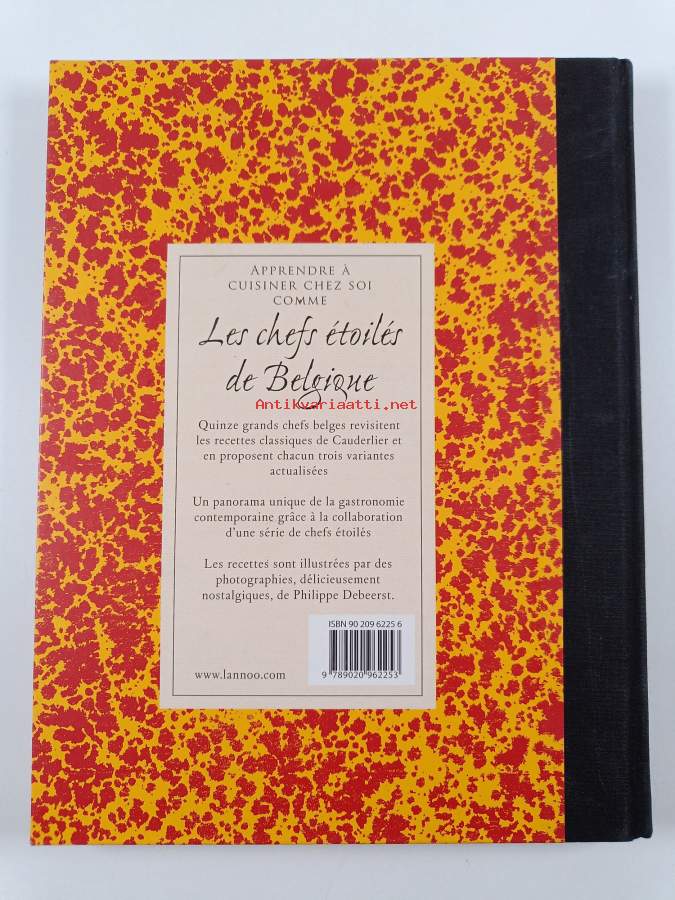 APPRENDRE À
CUISINER CHEZ SOI
COMME
Les chefs étoilés
de Belgique
Antikvariaatti.net
Quinze grands chefs belges revisitent
les recettes classiques de Cauderlier et
en proposent chacun trois variantes
actualisées
Un panorama unique de la gastronomie
contemporaine grâce à la collaboration
d'une série de chefs étoilés
Les recettes sont illustrées par des
photographies, délicieusement
nostalgiques, de Philippe Debeerst.
ISBN 90 209 6225 6
www.lannoo.com
9 789020 962253